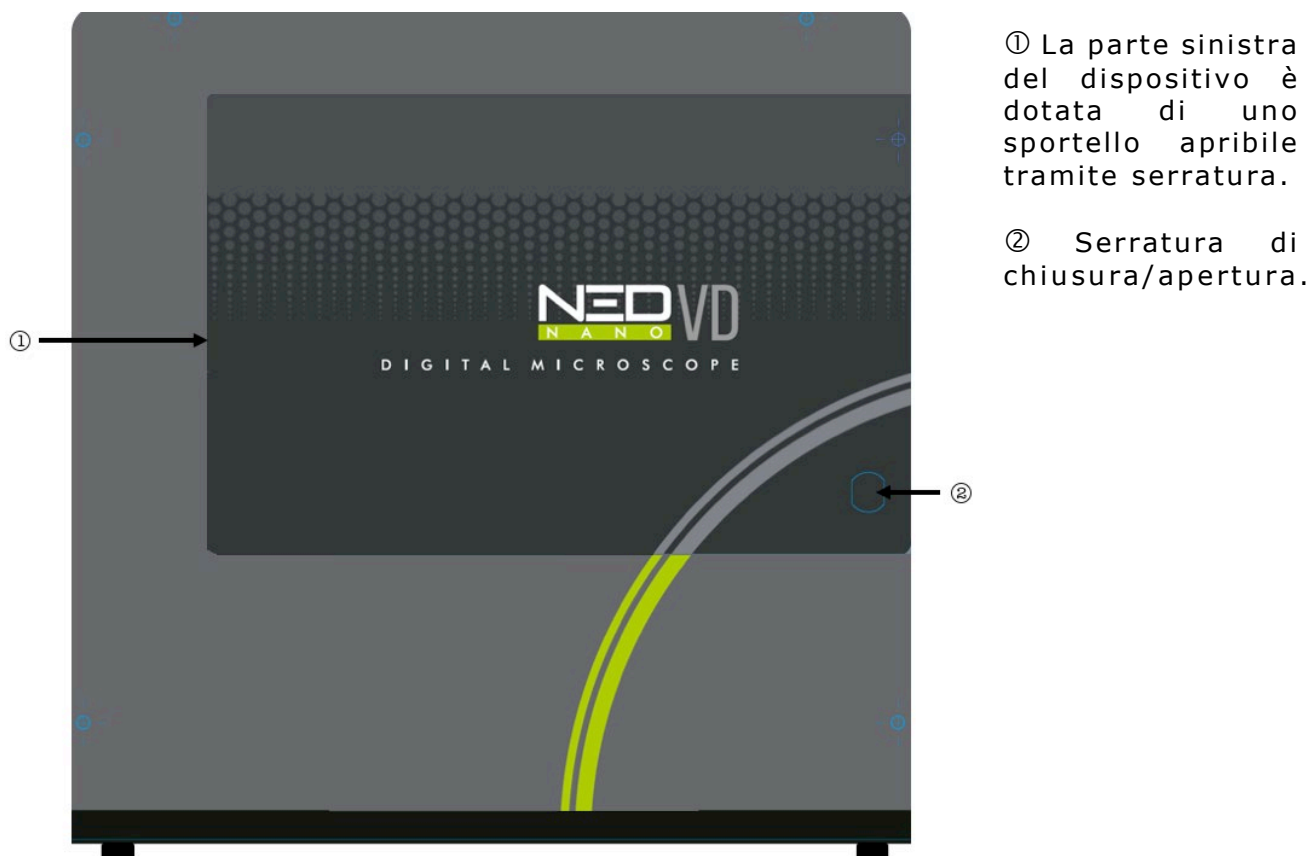 ① La parte sinistra
del dispositivo è
dotata di uno
sportello apribile
tramite serratura.
② Serratura di
chiusura/apertura.
NED VD
NANO
DIGITAL MICROSCOPE
①
②